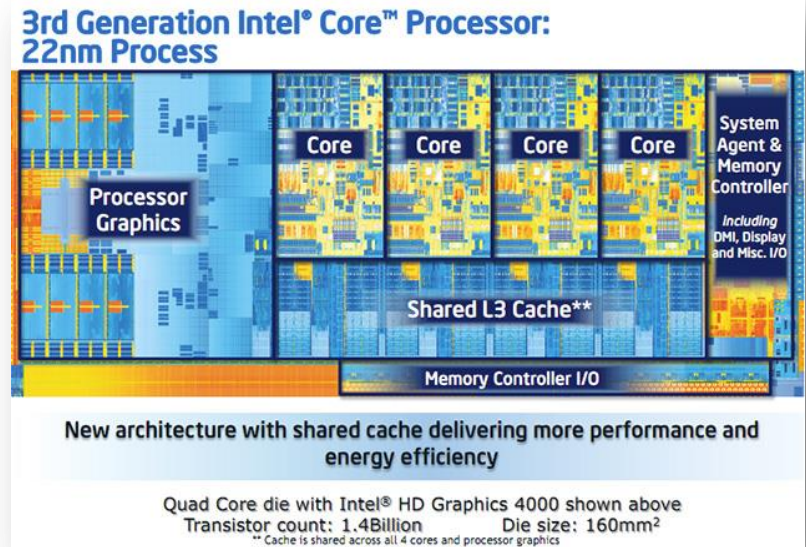 3rd Generation Intel® Core™ Processor:
22nm Process
Processor
Graphics
Core
Core
Core
Core
System
Agent &
Memory
Controller
including
DMI, Display
and Misc. I/O
Shared L3 Cache**
Memory Controller I/O
New architecture with shared cache delivering more performance and
energy efficiency
Quad Core die with Intel® HD Graphics 4000 shown above
Transistor count: 1.4Billion Die size: 160mm²
** Cache is shared across all 4 cores and processor graphics